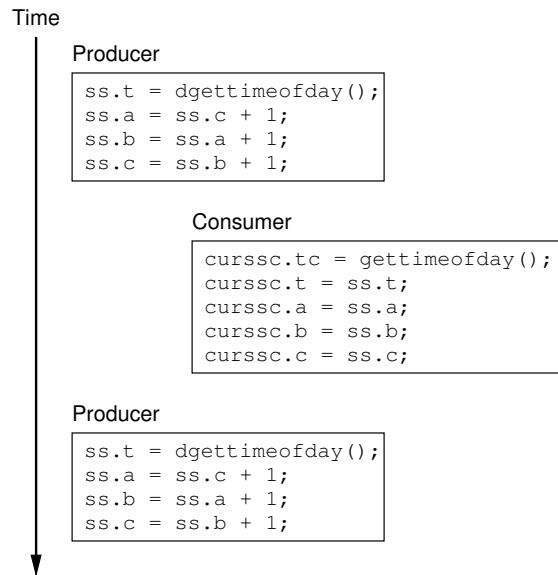 Time
Producer
ss.t = dgettimeofday();
ss.a = ss.c + 1;
ss.b = ss.a + 1;
ss.c = ss.b + 1;
Consumer
curssc.tc = gettimeofday();
curssc.t = ss.t;
curssc.a = ss.a;
curssc.b = ss.b;
curssc.c = ss.c;
Producer
ss.t = dgettimeofday();
ss.a = ss.c + 1;
ss.b = ss.a + 1;
ss.c = ss.b + 1;